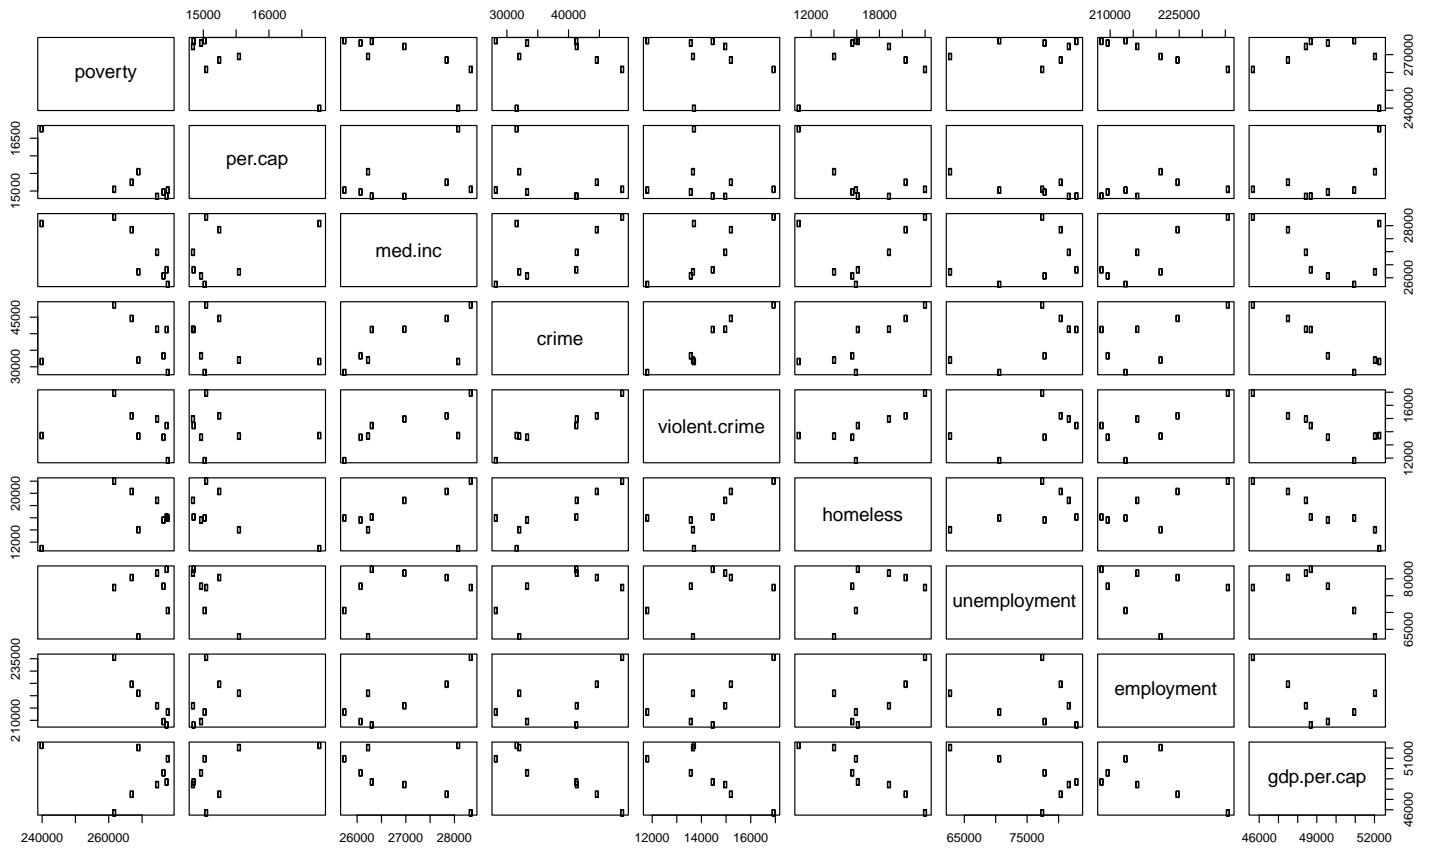 15000 16000 30000 40000 12000 18000 210000 225000
poverty
240000 270000
15000 16500
per.cap
med.inc
26000 28000
30000 45000
crime
violent.crime
12000 16000
12000 20000
homeless
unemployment
65000 80000
210000 235000
employment
gdp.per.cap
46000 51000
240000 260000 26000 27000 28000 12000 14000 16000 65000 75000 46000 49000 52000